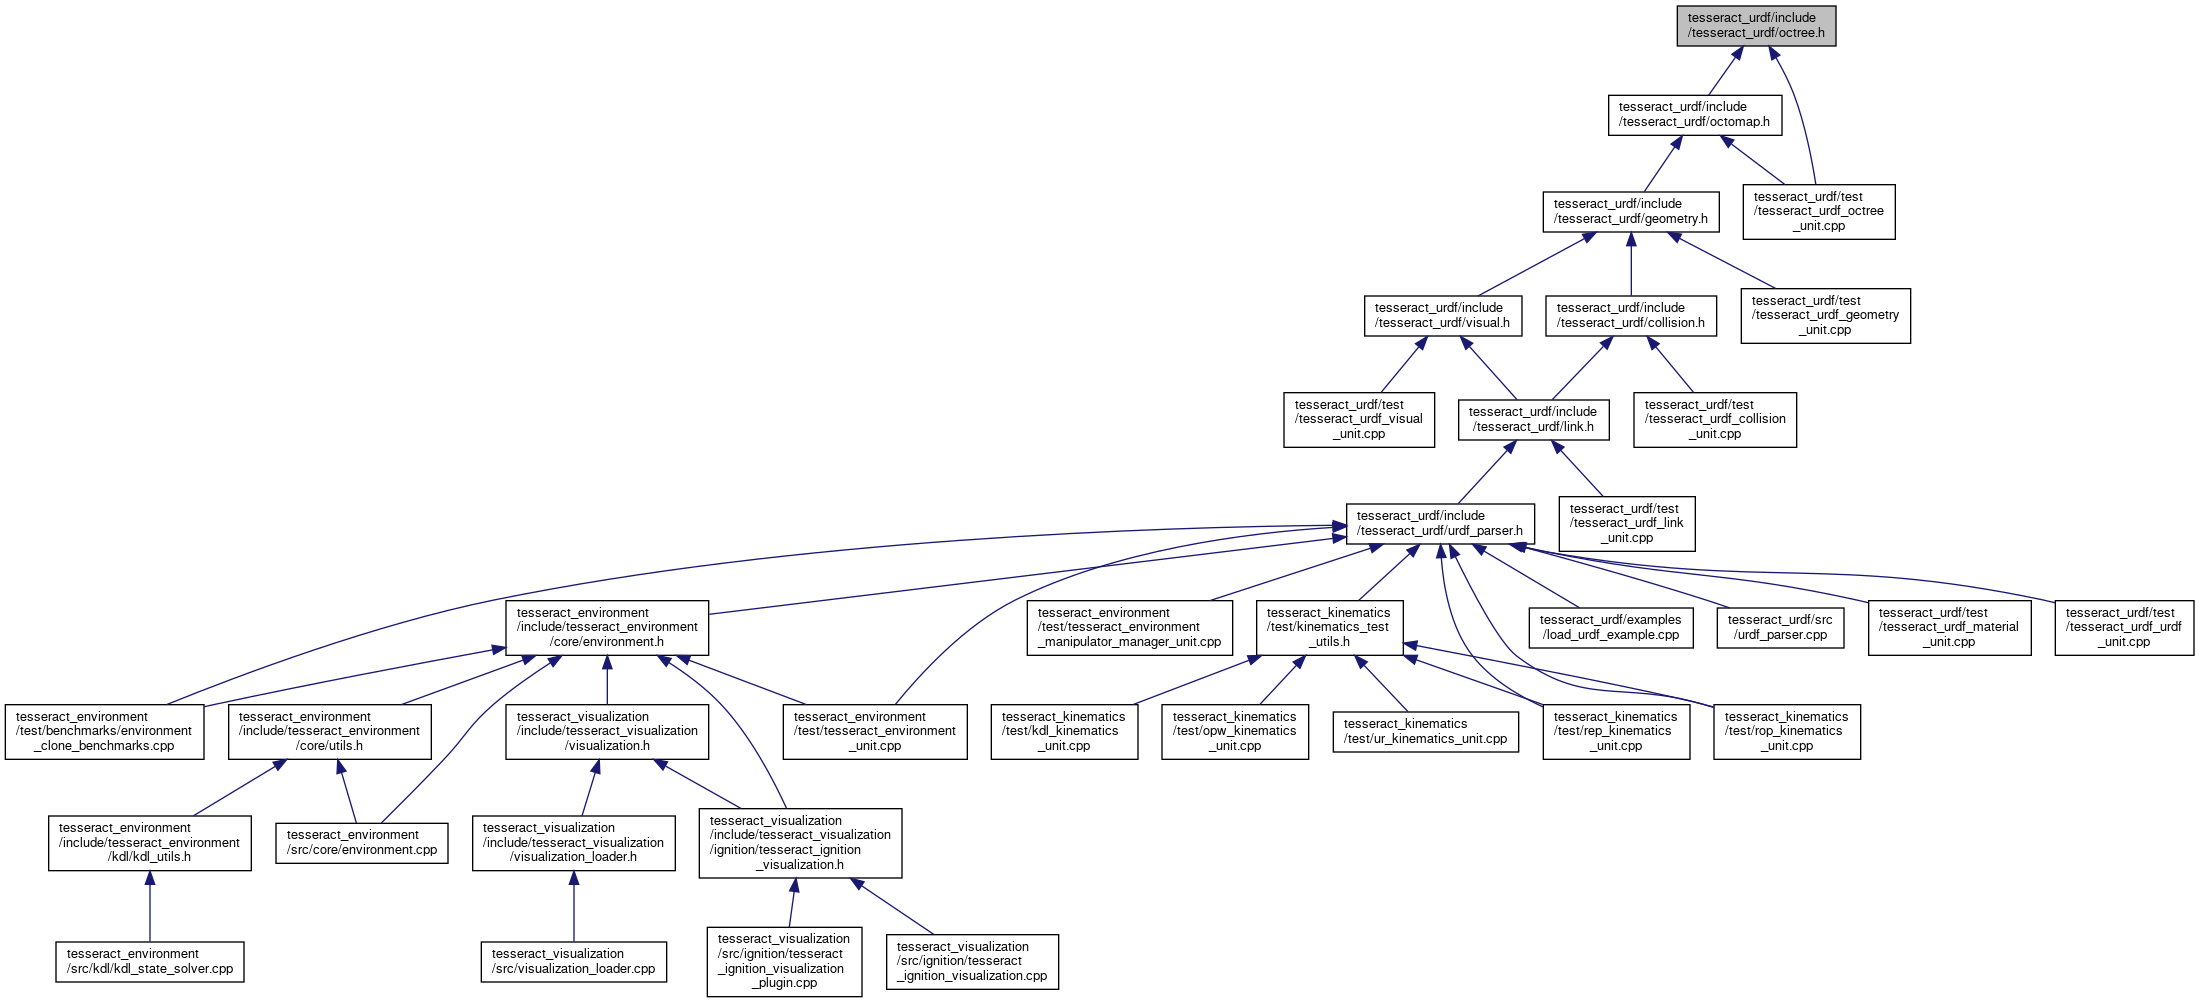 tesseract_urdf/include
/tesseract_urdf/octree.h
tesseract_urdf/include
/tesseract_urdf/octomap.h
tesseract_urdf/include
/tesseract_urdf/geometry.h
tesseract_urdf/test
/tesseract_urdf_octree
_unit.cpp
tesseract_urdf/include
/tesseract_urdf/visual.h
tesseract_urdf/include
/tesseract_urdf/collision.h
tesseract_urdf/test
/tesseract_urdf_geometry
_unit.cpp
tesseract_urdf/test
/tesseract_urdf_visual
_unit.cpp
tesseract_urdf/include
/tesseract_urdf/link.h
tesseract_urdf/test
/tesseract_urdf_collision
_unit.cpp
tesseract_urdf/include
/tesseract_urdf/urdf_parser.h
tesseract_urdf/test
/tesseract_urdf_link
_unit.cpp
tesseract_environment
/include/tesseract_environment
/core/environment.h
tesseract_environment
/test/tesseract_environment
_manipulator_manager_unit.cpp
tesseract_kinematics
/test/kinematics_test
_utils.h
tesseract_urdf/examples
/load_urdf_example.cpp
tesseract_urdf/src
/urdf_parser.cpp
tesseract_urdf/test
/tesseract_urdf_material
_unit.cpp
tesseract_urdf/test
/tesseract_urdf_urdf
_unit.cpp
tesseract_environment
/test/benchmarks/environment
_clone_benchmarks.cpp
tesseract_environment
/include/tesseract_environment
/core/utils.h
tesseract_visualization
/include/tesseract_visualization
/visualization.h
tesseract_environment
/test/tesseract_environment
_unit.cpp
tesseract_kinematics
/test/kdl_kinematics
_unit.cpp
tesseract_kinematics
/test/opw_kinematics
_unit.cpp
tesseract_kinematics
/test/ur_kinematics_unit.cpp
tesseract_kinematics
/test/rep_kinematics
_unit.cpp
tesseract_kinematics
/test/rop_kinematics
_unit.cpp
tesseract_environment
/include/tesseract_environment
/kdl/kdl_utils.h
tesseract_environment
/src/core/environment.cpp
tesseract_visualization
/include/tesseract_visualization
/visualization_loader.h
tesseract_visualization
/include/tesseract_visualization
/ignition/tesseract_ignition
_visualization.h
tesseract_environment
/src/kdl/kdl_state_solver.cpp
tesseract_visualization
/src/visualization_loader.cpp
tesseract_visualization
/src/ignition/tesseract
_ignition_visualization
_plugin.cpp
tesseract_visualization
/src/ignition/tesseract
_ignition_visualization.cpp